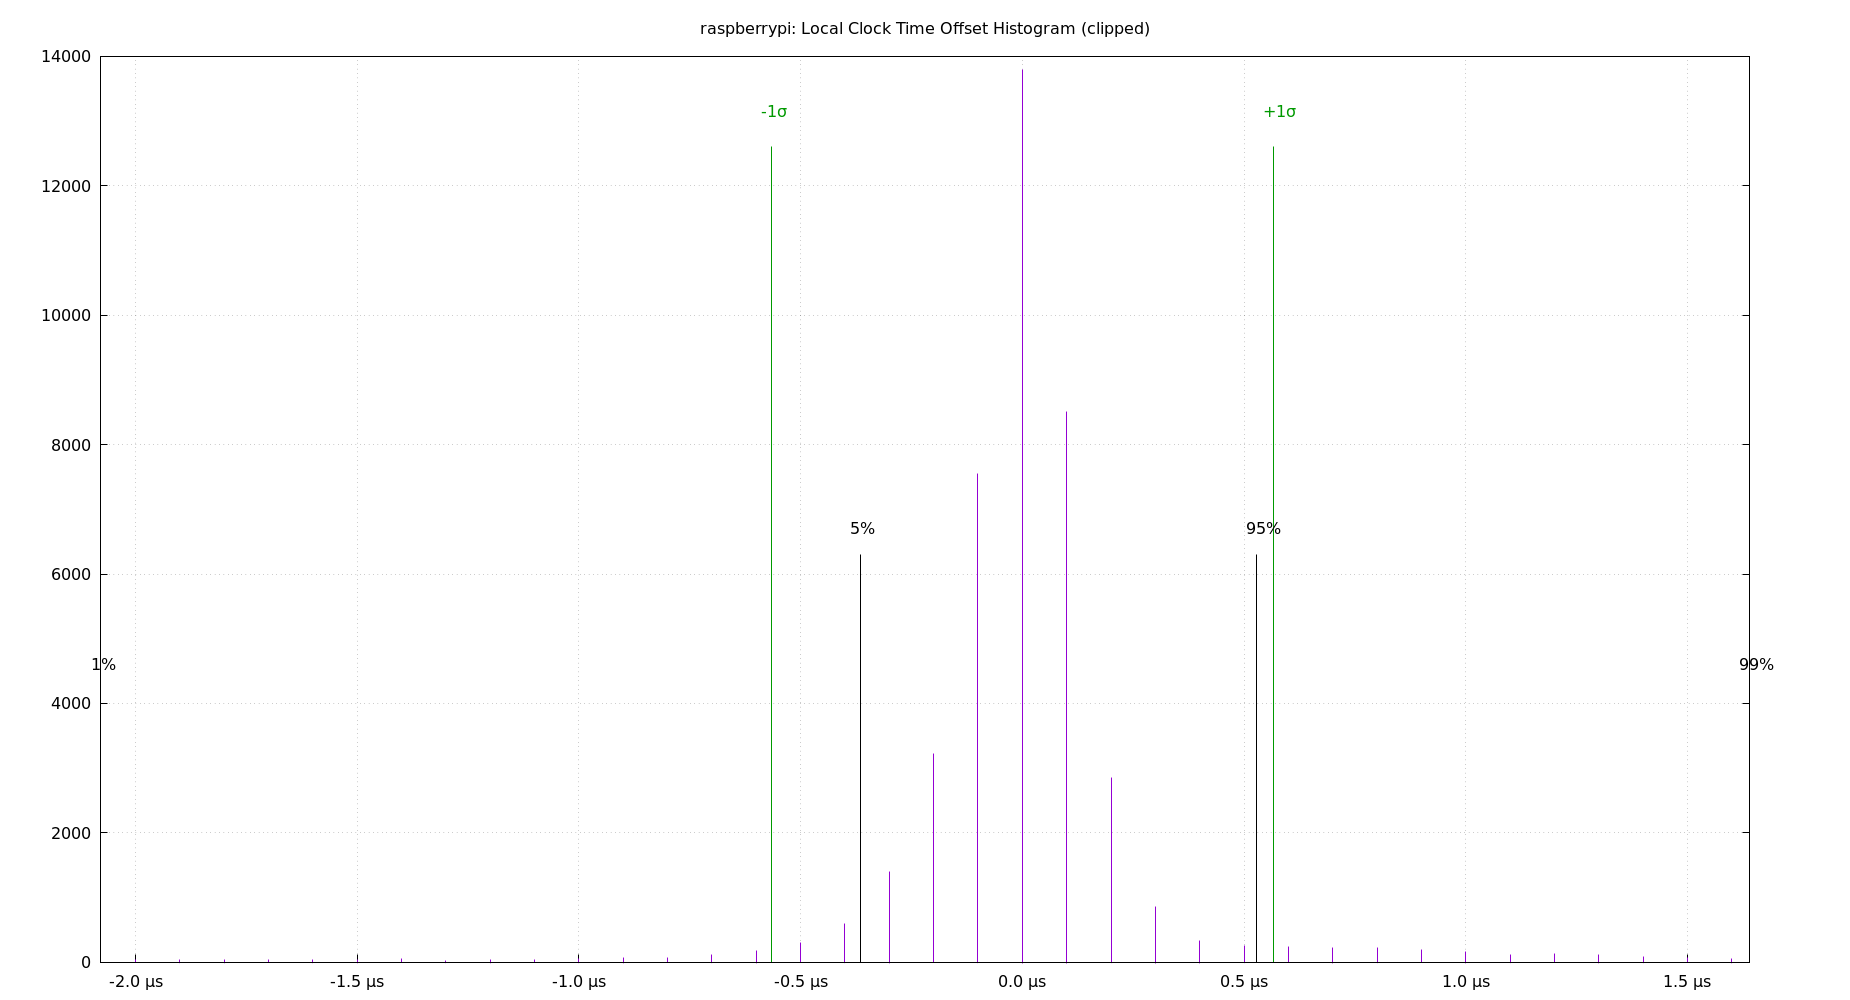 raspberrypi: Local Clock Time Offset Histogram (clipped)
14000
-1σ
+1σ
12000
10000
8000
5%
95%
6000
1%
99%
4000
2000
0
-2.0 μs
-1.5 μs
-1.0 μs
-0.5 μs
0.0 μs
0.5 μs
1.0 μs
1.5 μs